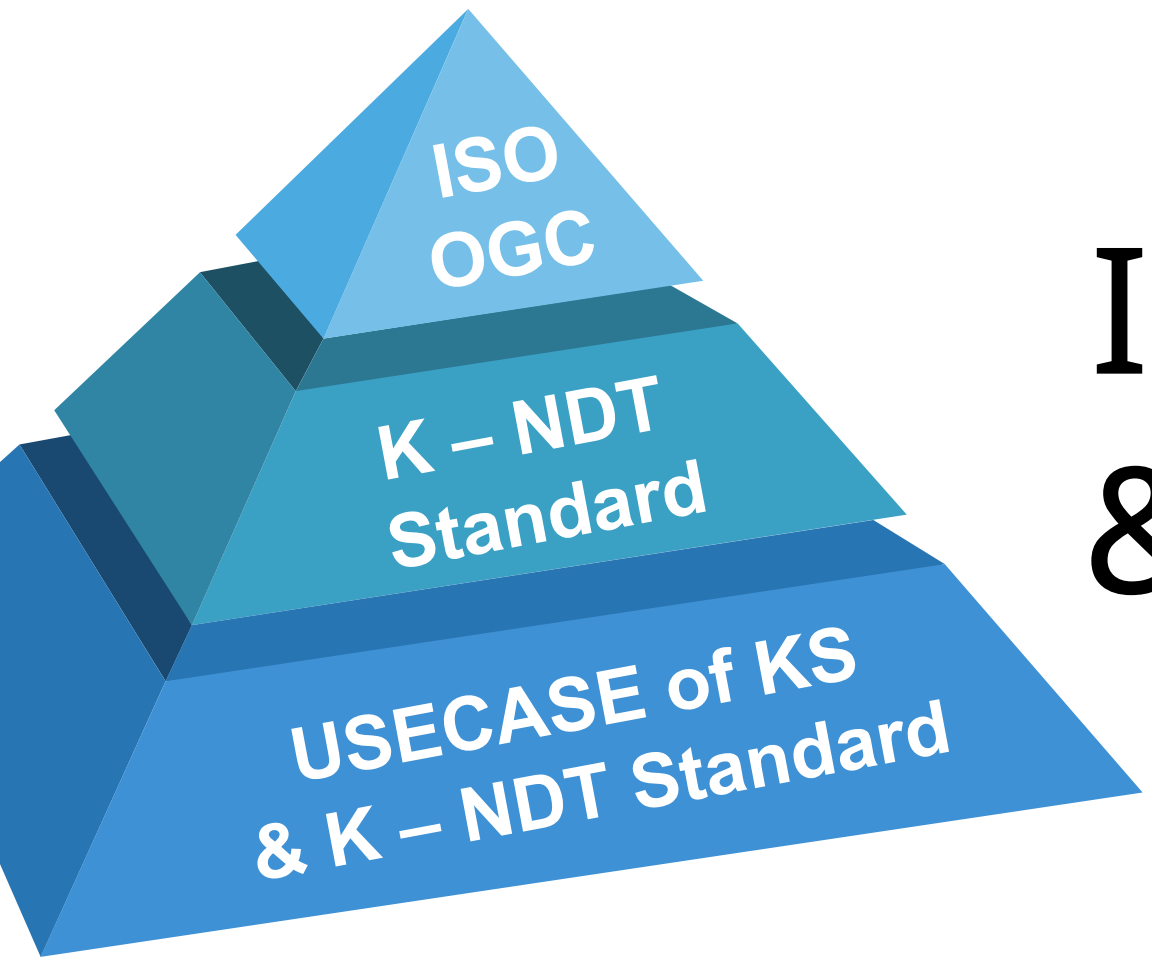 ISO
OGC
K – NDT
Standard
USECASE of KS
& K – NDT Standard
I
&